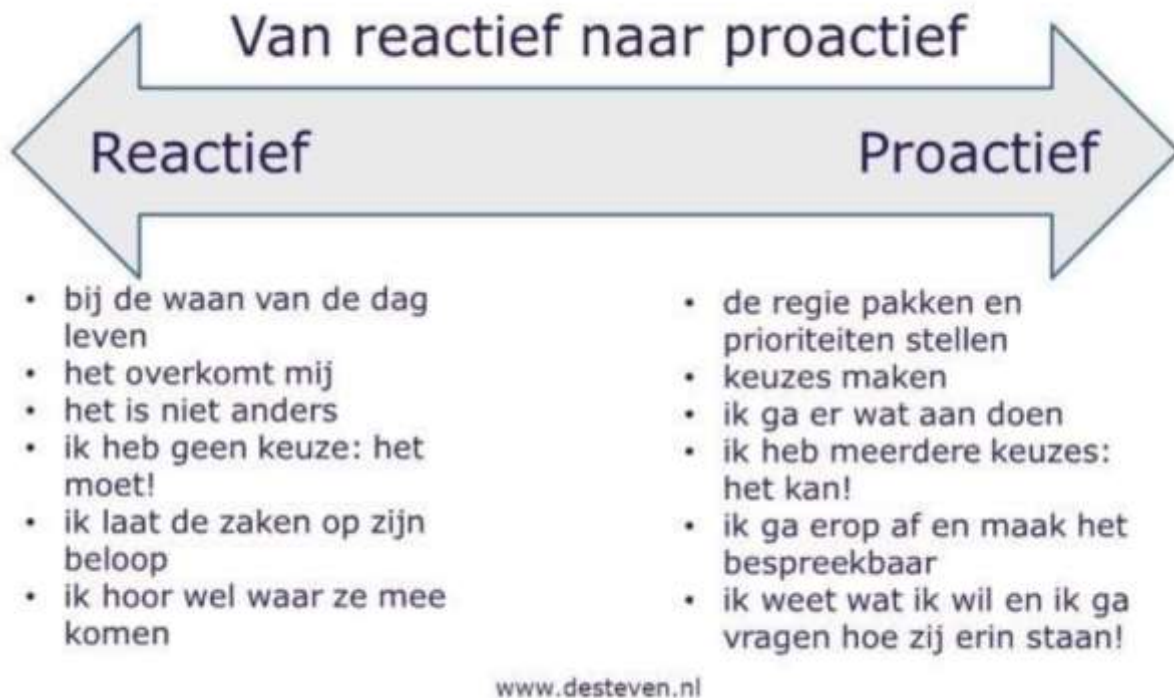 Van reactief naar proactief
Reactief
Proactief
• bij de waan van de dag
leven
• het overkomt mij
• het is niet anders
• ik heb geen keuze: het
moet!
• ik laat de zaken op zijn
beloop
• ik hoor wel waar ze mee
komen
• de regie pakken en
prioriteiten stellen
• keuzes maken
• ik ga er wat aan doen
• ik heb meerdere keuzes:
het kan!
• ik ga erop af en maak het
bespreekbaar
• ik weet wat ik wil en ik ga
vragen hoe zij erin staan!
www.desteven.nl